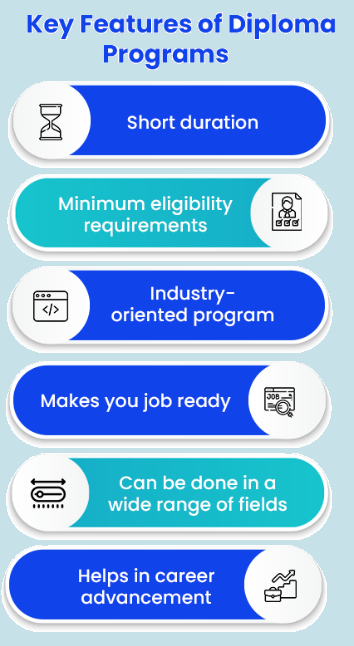 Key Features of Diploma
Programs
Short duration
Minimum eligibility
requirements
</>
Industry-
oriented program
Makes you job ready
JOB
Can be done in a
wide range of fields
Helps in career
advancement